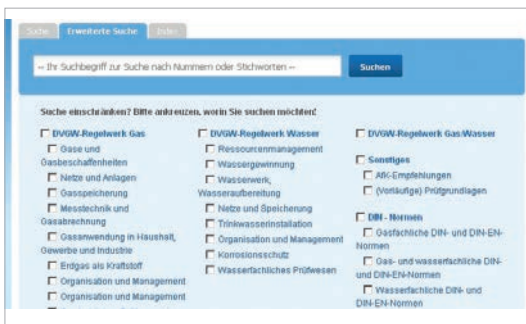 Suche Erweiterte Suche Index
-- Ihr Suchbegriff zur Suche nach Nummern oder Stichworten --
Suchen
Suche einschränken? Bitte ankreuzen, worin Sie suchen möchten!
DVGW-Regelwerk Gas
Gase und
Gasbeschaffenheiten
Netze und Anlagen
Gasspeicherung
Messtechnik und
Gasabrechnung
Gasanwendung in Haushalt,
Gewerbe und Industrie
Erdgas als Kraftstoff
Organisation und Management
Organisation und Management
DVGW-Regelwerk Wasser
Ressourcenmanagement
Wassergewinnung
Wasserwerk,
Wasseraufbereitung
Netze und Speicherung
Trinkwasserinstallation
Organisation und Management
Korrosionsschutz
Wasserfachliches Prüfwesen
DVGW-Regelwerk Gas/Wasser
Sonstiges
AfK-Empfehlungen
(Vorläufige) Prüfgrundlagen
DIN - Normen
Gasfachliche DIN- und DIN-EN-
Normen
Gas- und wasserfachliche DIN-
und DIN-EN-Normen
Wasserfachliche DIN- und
DIN-EN-Normen